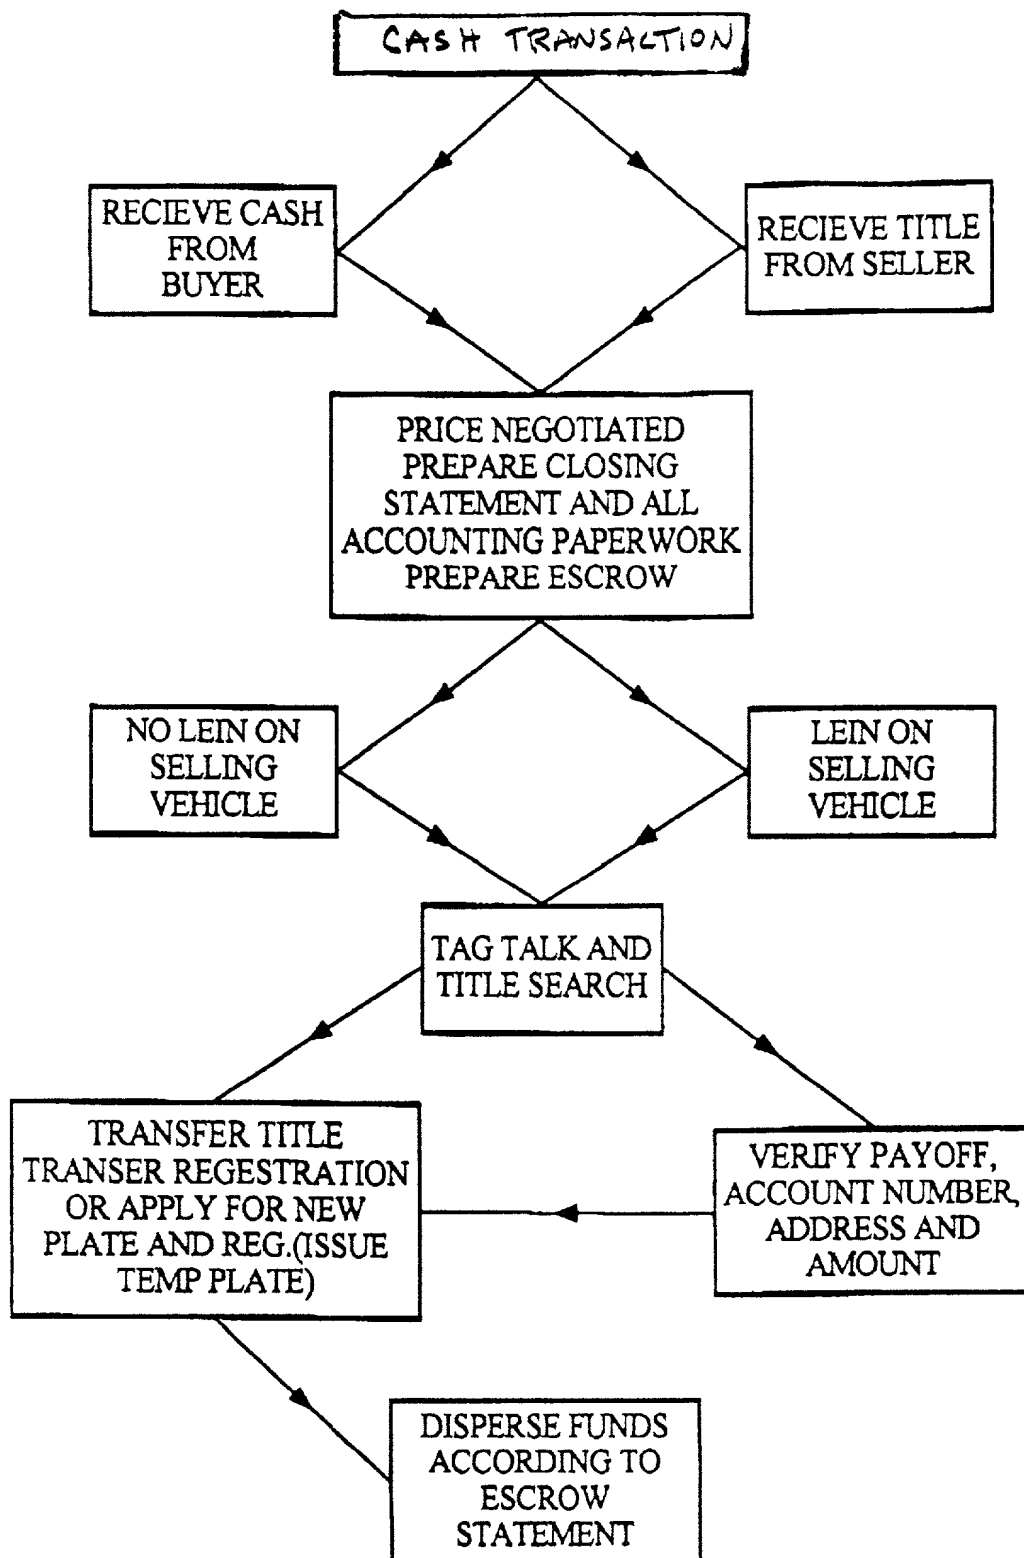 CASH TRANSACTION
RECIEVE CASH
FROM
BUYER
RECIEVE TITLE
FROM SELLER
PRICE NEGOTIATED
PREPARE CLOSING
STATEMENT AND ALL
ACCOUNTING PAPERWORK
PREPARE ESCROW
NO LEIN ON
SELLING
VEHICLE
LEIN ON
SELLING
VEHICLE
TAG TALK AND
TITLE SEARCH
TRANSFER TITLE
TRANSER REGESTRATION
OR APPLY FOR NEW
PLATE AND REG.(ISSUE
TEMP PLATE)
VERIFY PAYOFF,
ACCOUNT NUMBER,
ADDRESS AND
AMOUNT
DISPERSE FUNDS
ACCORDING TO
ESCROW
STATEMENT